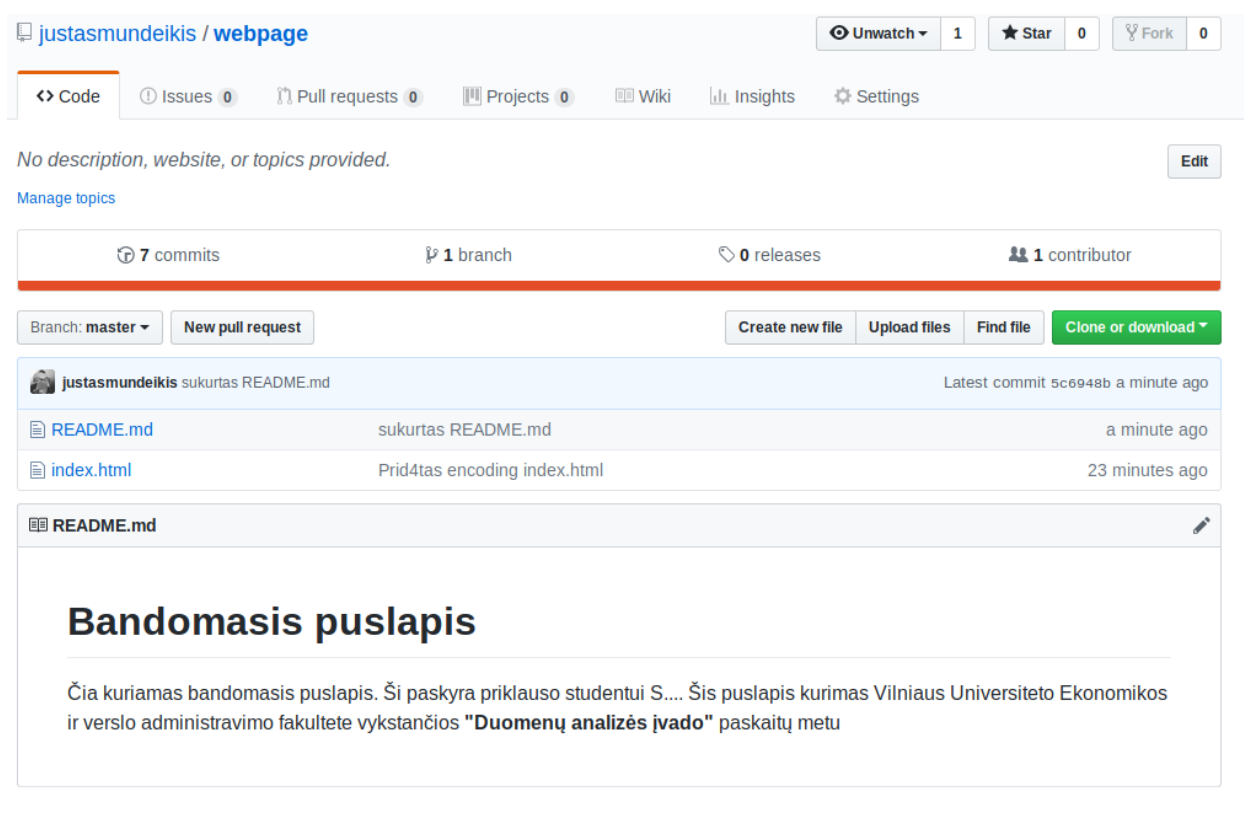 justasmundeikis / webpage
Unwatch 1 Star 0 Fork 0
Code Issues 0 Pull requests 0 Projects 0 Wiki Insights Settings
No description, website, or topics provided. Edit
Manage topics
7 commits 1 branch 0 releases 1 contributor
Branch: master New pull request Create new file Upload files Find file Clone or download
justasmundeikis sukurtas README.md Latest commit 5c6948b a minute ago
README.md sukurtas README.md a minute ago
index.html Prid4tas encoding index.html 23 minutes ago
README.md
Bandomasis puslapis
Čia kuriamas bandomasis puslapis. Ši paskyra priklauso studentui S.... Šis puslapis kurimas Vilniaus Universiteto Ekonomikos
ir verslo administravimo fakultete vykstančios "Duomenų analizės įvado" paskaitų metu